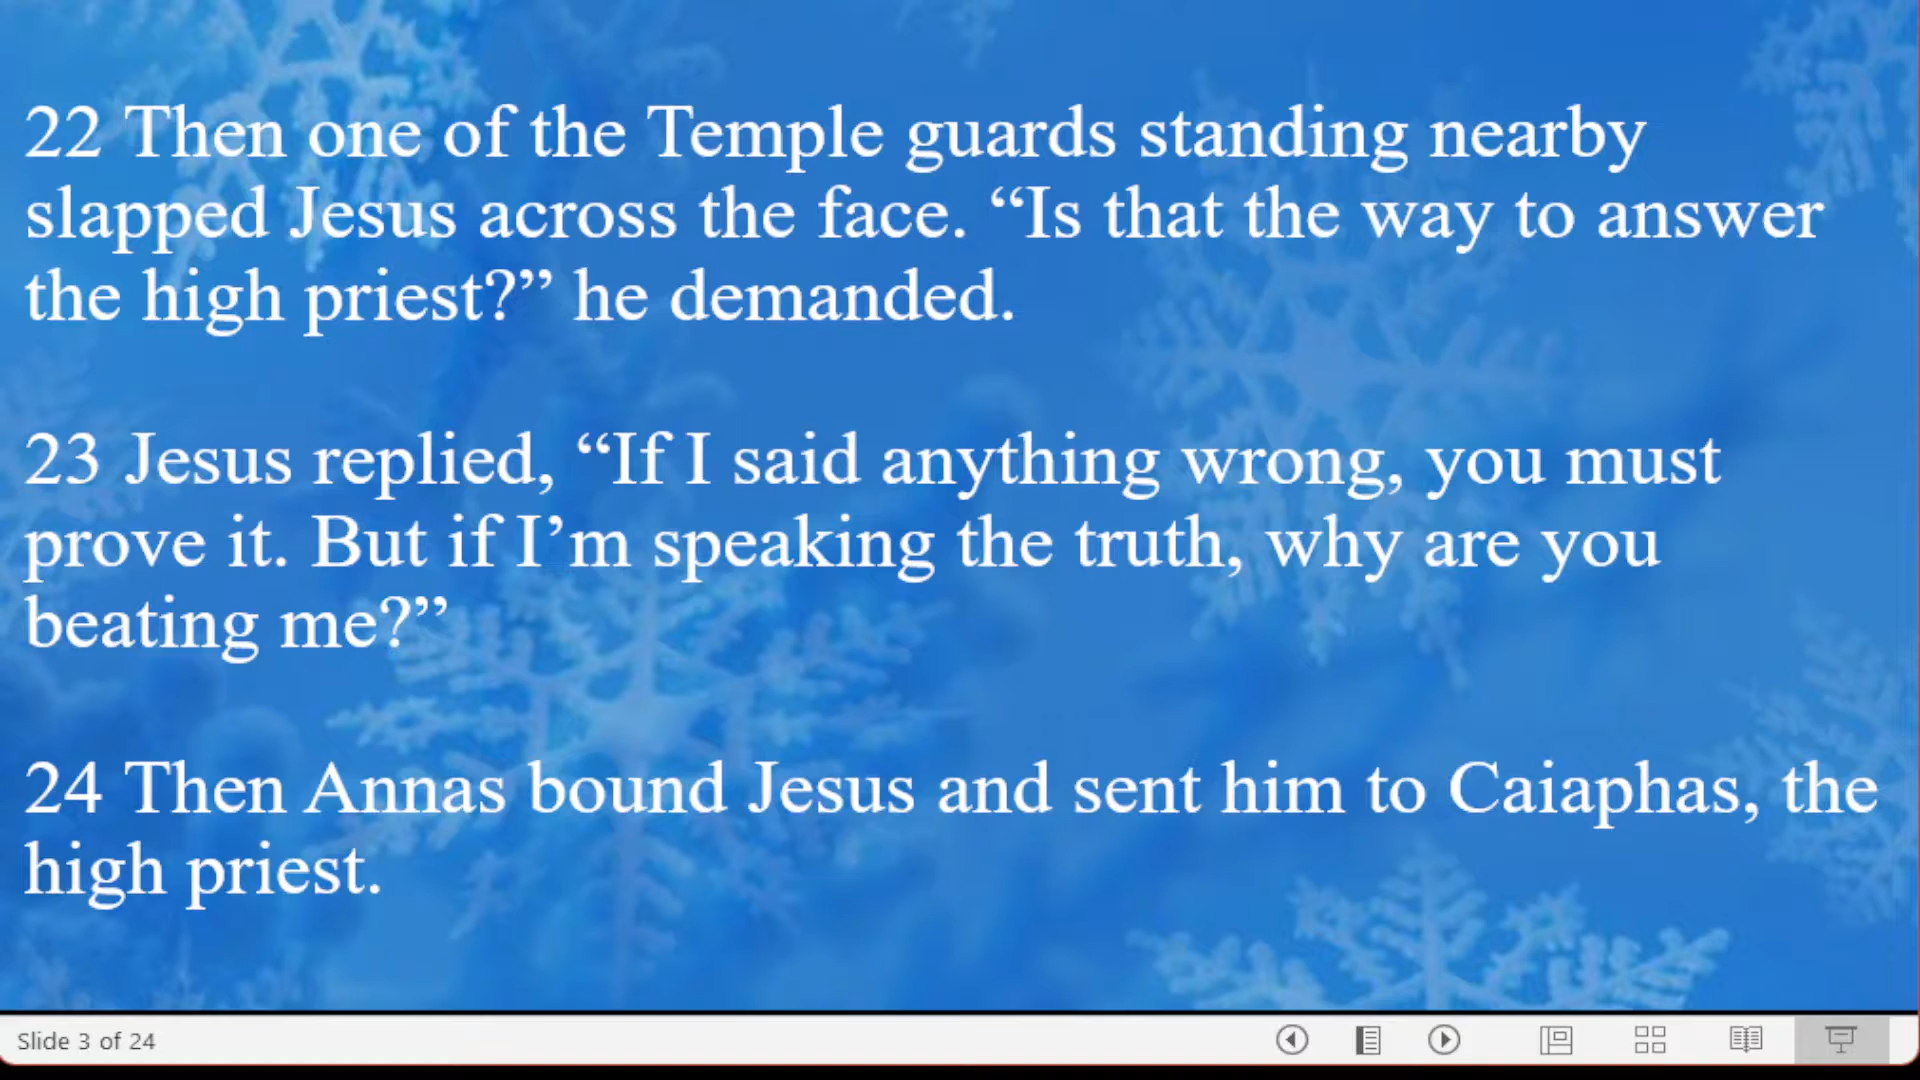 22 Then one of the Temple guards standing nearby
slapped Jesus across the face. “Is that the way to answer
the high priest?” he demanded.
23 Jesus replied, “If I said anything wrong, you must
prove it. But if I’m speaking the truth, why are you
beating me?”
24 Then Annas bound Jesus and sent him to Caiaphas, the
high priest.
Slide 3 of 24